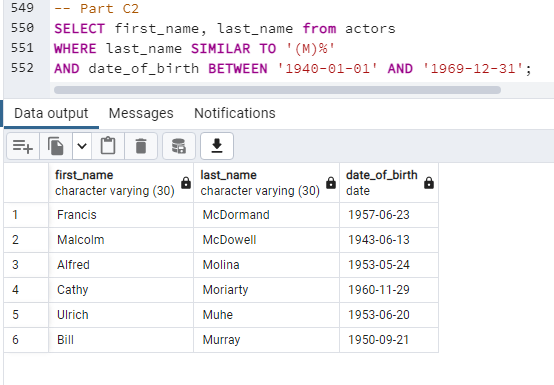 549 -- Part C2
550 SELECT first_name, last_name from actors
551 WHERE last_name SIMILAR TO '(M)%'
552 AND date_of_birth BETWEEN '1940-01-01' AND '1969-12-31';
Data output Messages Notifications
first_name last_name date_of_birth
character varying (30) character varying (30) date
1 Francis McDormand 1957-06-23
2 Malcolm McDowell 1943-06-13
3 Alfred Molina 1953-05-24
4 Cathy Moriarty 1960-11-29
5 Ulrich Muhe 1953-06-20
6 Bill Murray 1950-09-21